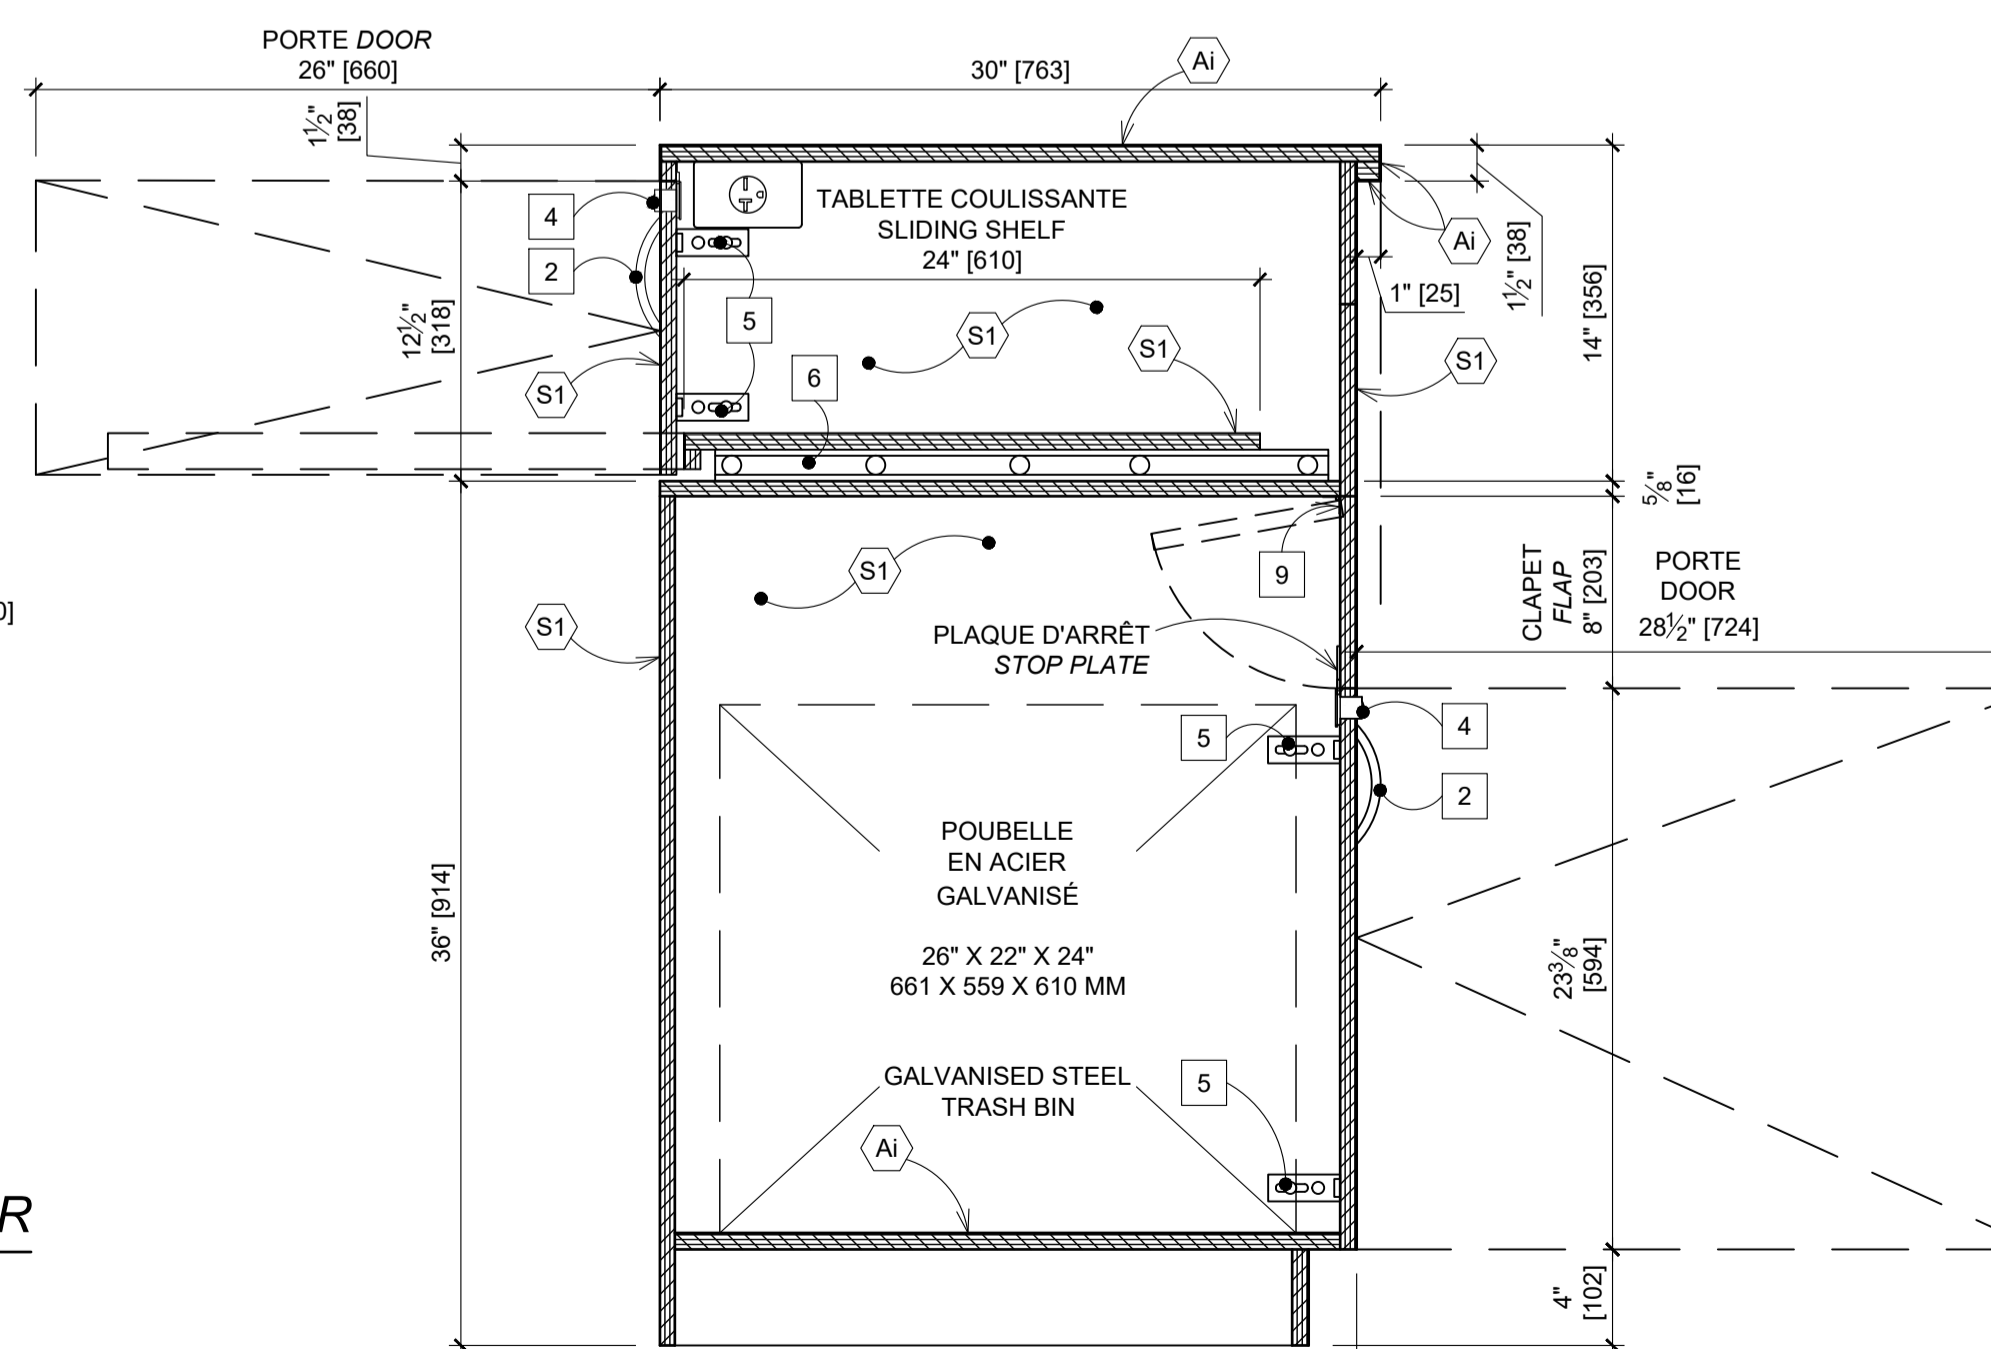 PORTE DOOR
26" [660]
30" [763]
Ai
1½"
[38]
4
2
12½"
[318]
S1
TABLETTE COULISSANTE
SLIDING SHELF
24" [610]
5
6
S1
S1
Ai
1" [25]
1½" [38]
14" [356]
S1
5/8"
[16]
0]
S1
S1
9
PLAQUE D'ARRÊT
STOP PLATE
CLAPET
FLAP
8" [203]
PORTE
DOOR
28½" [724]
5
4
2
36" [914]
POUBELLE
EN ACIER
GALVANISÉ
26" X 22" X 24"
661 X 559 X 610 MM
23⅜"
[594]
GALVANISED STEEL
TRASH BIN
5
Ai
R
4"
[102]